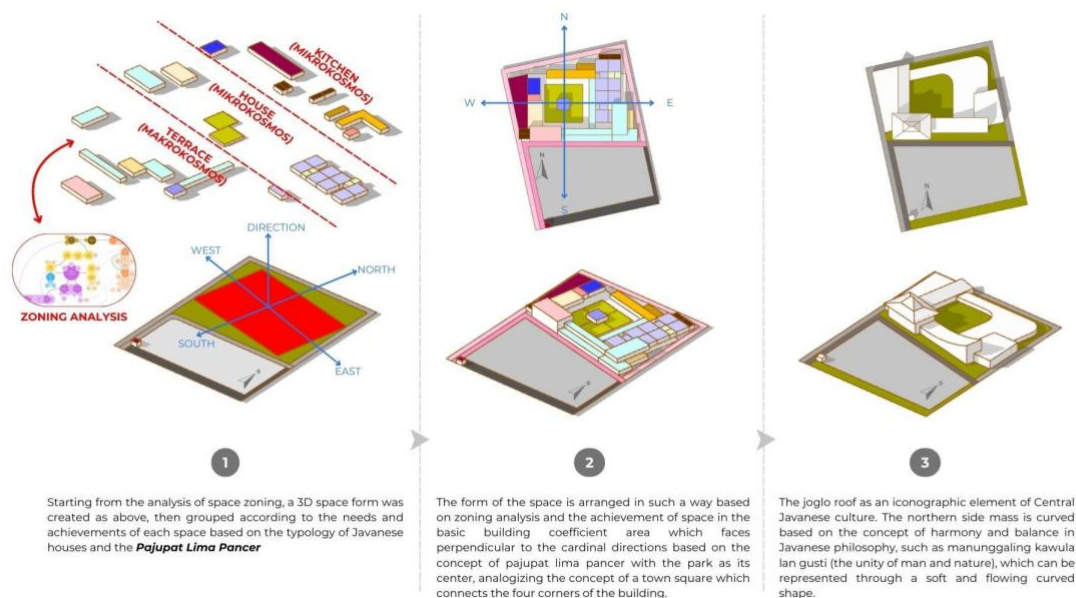 KITCHEN
(MIKROKOSMOS)
HOUSE
(MIKROKOSMOS)
TERRACE
(MAKROKOSMOS)
ZONING ANALYSIS
DIRECTION
WEST
NORTH
SOUTH
EAST
Z
1
Starting from the analysis of space zoning, a 3D space form was
created as above, then grouped according to the needs and
achievements of each space based on the typology of Javanese
houses and the Pajupat Lima Pancer
N
W
E
S
N
Z
2
The form of the space is arranged in such a way based
on zoning analysis and the achievement of space in the
basic building coefficient area which faces
perpendicular to the cardinal directions based on the
concept of pajupat lima pancer with the park as its
center, analogizing the concept of a town square which
connects the four corners of the building.
N
Z
3
The joglo roof as an iconographic element of Central
Javanese culture. The northern side mass is curved
based on the concept of harmony and balance in
Javanese philosophy, such as manunggaling kawula
lan gusti (the unity of man and nature), which can be
represented through a soft and flowing curved
shape.